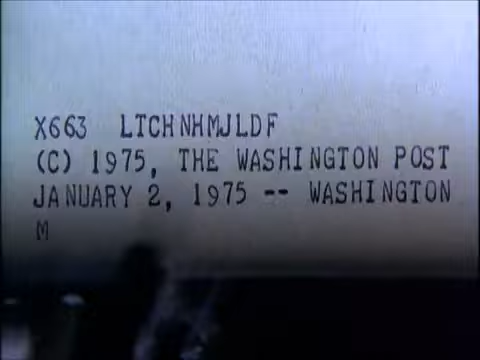 X663 LTCHNHMJLDF
(C) 1975, THE WASHINGTON POST
JANUARY 2, 1975 -- WASHINGTON
M